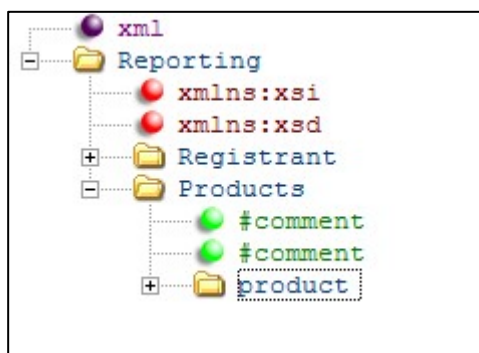 xml
Reporting
xmlns:xsi
xmlns:xsd
Registrant
Products
#comment
#comment
product